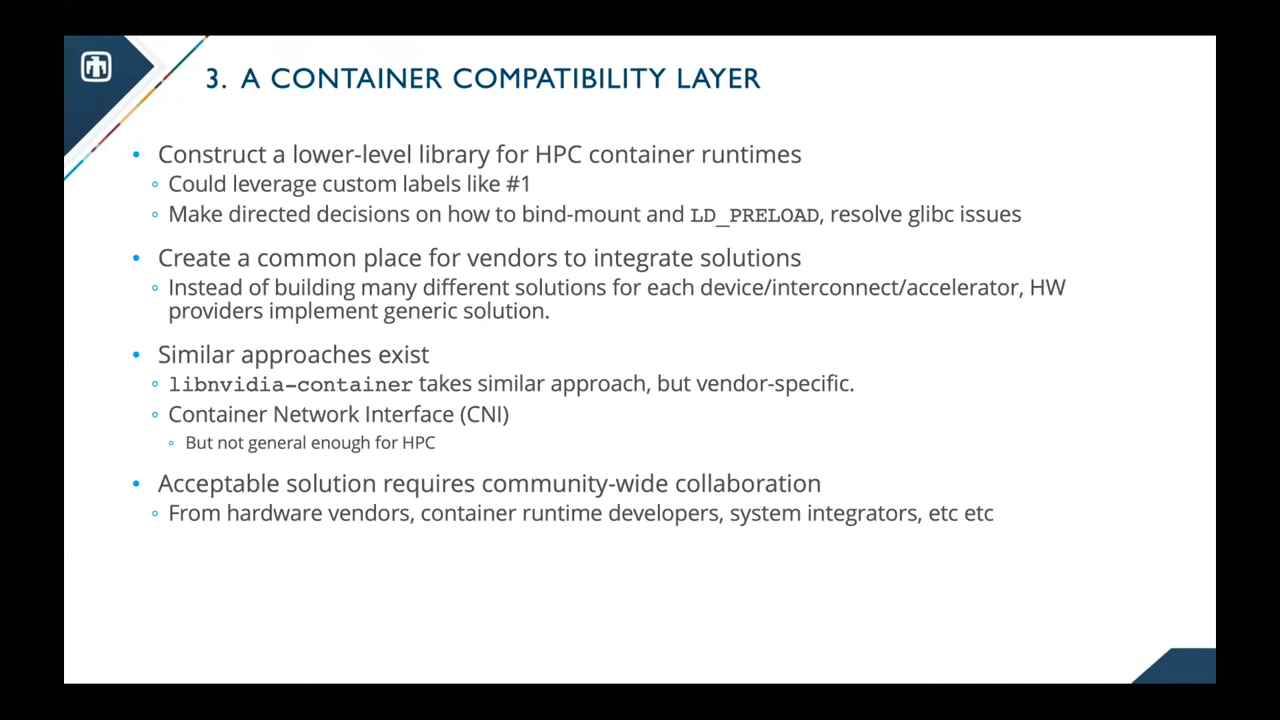 3. A CONTAINER COMPATIBILITY LAYER
• Construct a lower-level library for HPC container runtimes
◦ Could leverage custom labels like #1
◦ Make directed decisions on how to bind-mount and LD_PRELOAD, resolve glibc issues
• Create a common place for vendors to integrate solutions
◦ Instead of building many different solutions for each device/interconnect/accelerator, HW
providers implement generic solution.
• Similar approaches exist
◦ libnvidia-container takes similar approach, but vendor-specific.
◦ Container Network Interface (CNI)
◦ But not general enough for HPC
• Acceptable solution requires community-wide collaboration
◦ From hardware vendors, container runtime developers, system integrators, etc etc